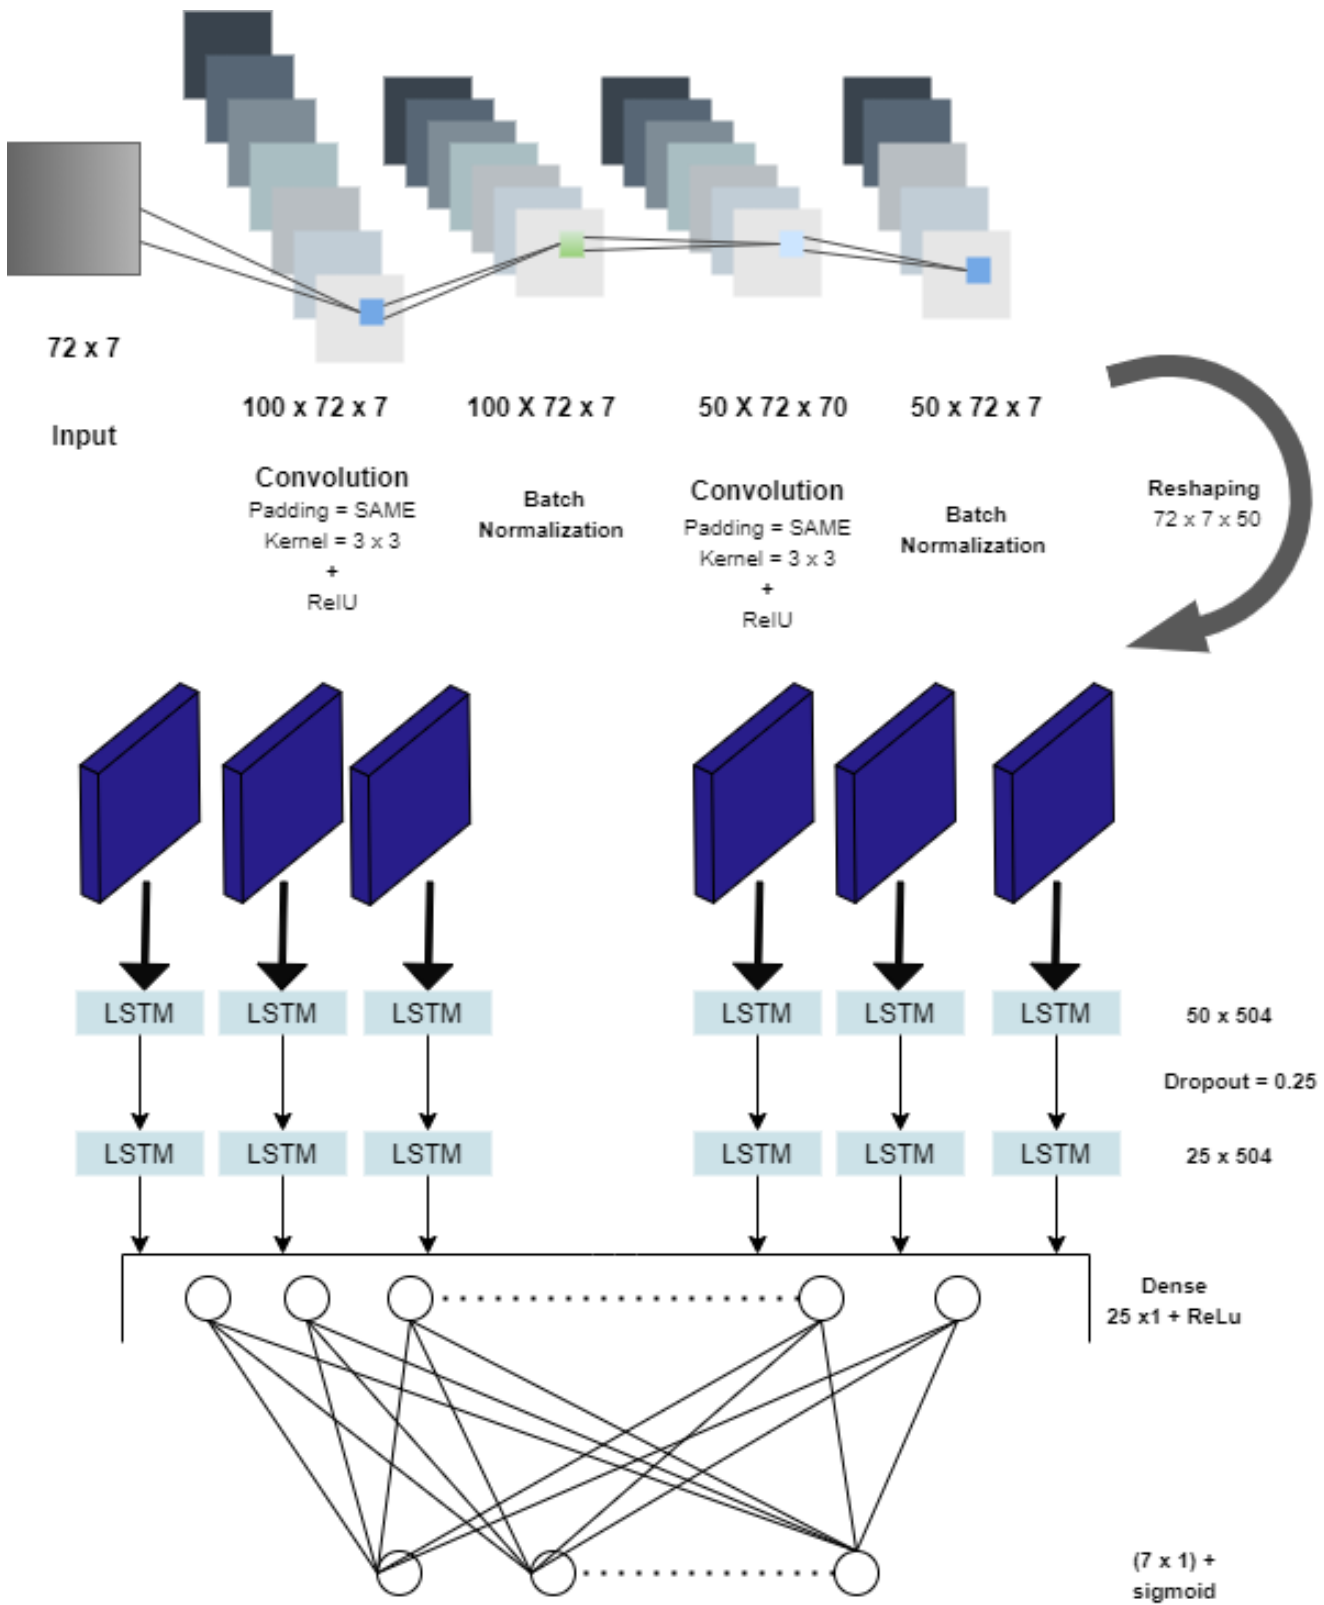 72 x 7
Input
100 x 72 x 7
Convolution
Padding = SAME
Kernel = 3 x 3
+
RelU
100 X 72 x 7
Batch
Normalization
50 X 72 x 70
Convolution
Padding = SAME
Kernel = 3 x 3
+
RelU
50 x 72 x 7
Batch
Normalization
Reshaping
72 x 7 x 50
LSTM LSTM LSTM LSTM LSTM LSTM
50 x 504
Dropout = 0.25
LSTM LSTM LSTM LSTM LSTM LSTM
25 x 504
Dense
25 x1 + ReLu
(7 x 1) +
sigmoid